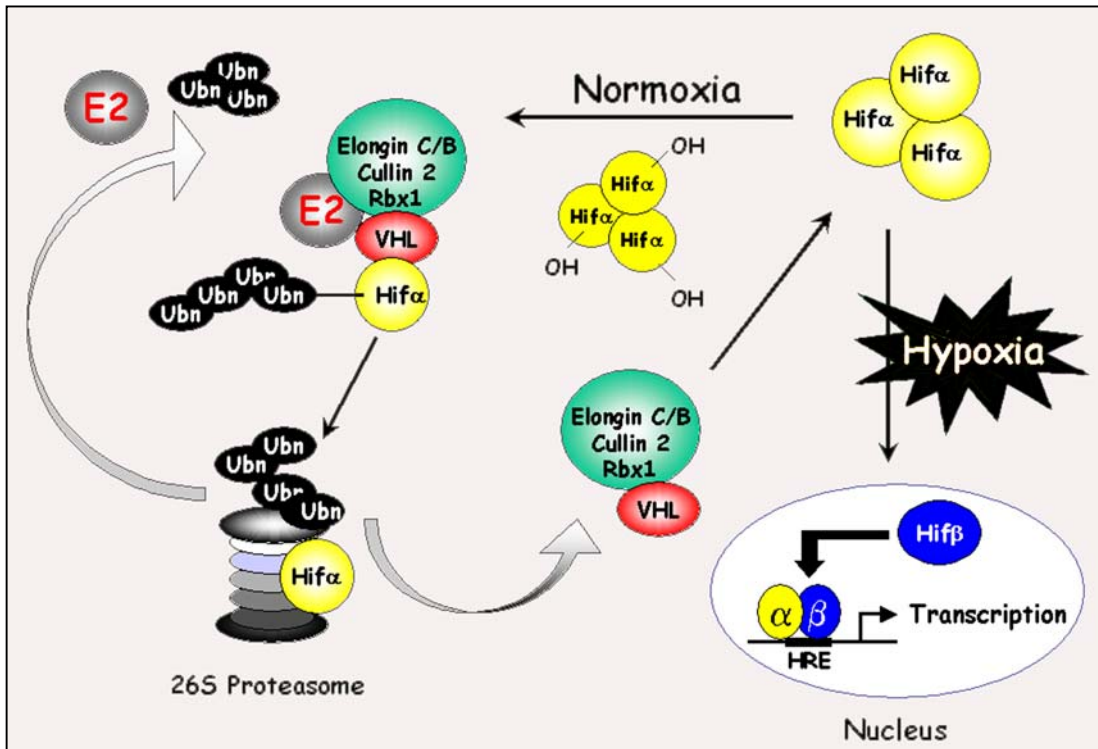 E2
Ubn
Ubn
Ubn
Elongin C/B
Cullin 2
Rbx1
E2
VHL
Hifα
Ubn
Ubn
Ubn
Ubn
Normoxia
OH
Hifα
Hifα
Hifα
OH
OH
Hifα
Hifα
Hifα
Hypoxia
Elongin C/B
Cullin 2
Rbx1
VHL
Ubn
Ubn
Ubn
Ubn
Hifα
26S Proteasome
Hifβ
α β
Transcription
HRE
Nucleus